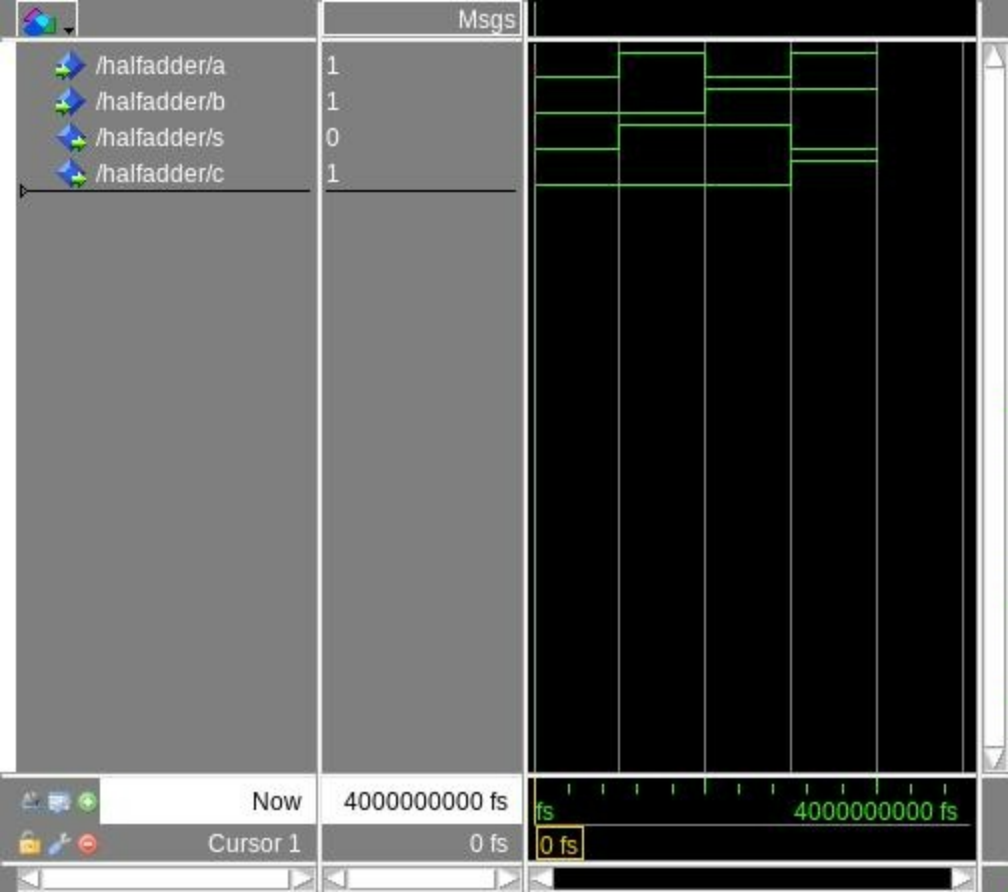 Msgs
/halfadder/a 1
/halfadder/b 1
/halfadder/s 0
/halfadder/c 1
Now 4000000000 fs fs 4000000000 fs
Cursor 1 0 fs 0 fs